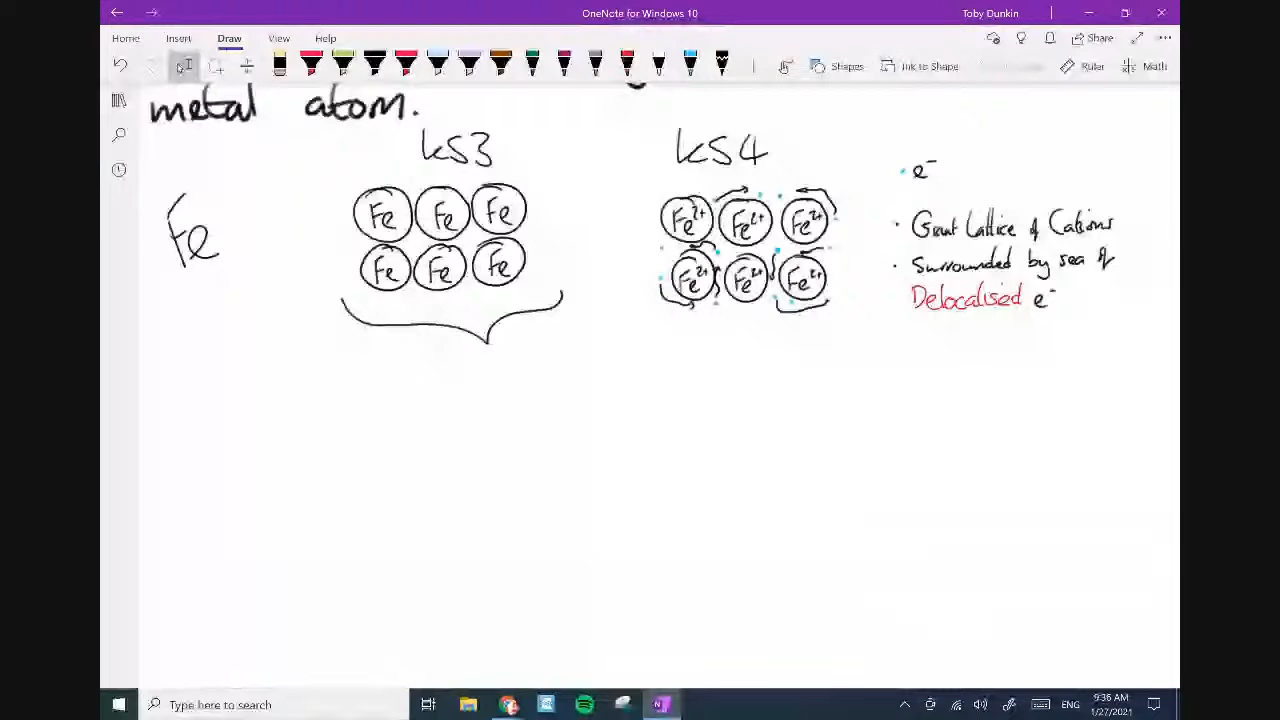 OneNote for Windows 10
Toby Dunkin
Home Insert Draw View Help
Share
Shapes
Ink to Shape
Ruler
Math
metal atom.
KS3
KS4
Fe
Fe Fe Fe
Fe Fe Fe
Fe²⁺ Fe²⁺ Fe²⁺
Fe²⁺ Fe²⁺ Fe²⁺
• e⁻
• Giant Lattice of Cations
• Surrounded by sea of
Delocalised e⁻
Type here to search
ENG
9:36 AM
1/27/2021